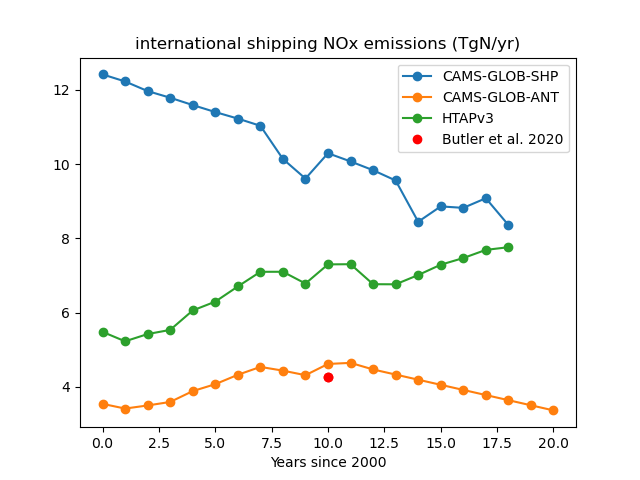 international shipping NOx emissions (TgN/yr)
CAMS-GLOB-SHP
CAMS-GLOB-ANT
HTAPv3
Butler et al. 2020
12
10
8
6
4
0.0 2.5 5.0 7.5 10.0 12.5 15.0 17.5 20.0
Years since 2000